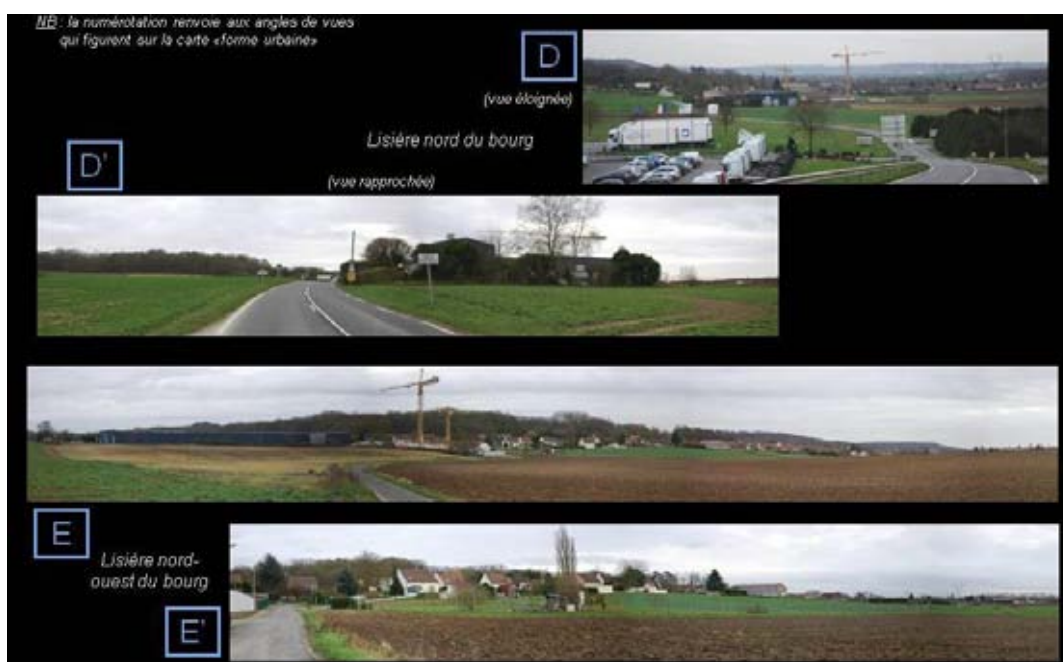 NB : la numérotation renvoie aux angles de vues
qui figurent sur la carte «forme urbaine»
D
(vue éloignée)
Lisière nord du bourg
D'
(vue rapprochée)
E
Lisière nord-
ouest du bourg
E'